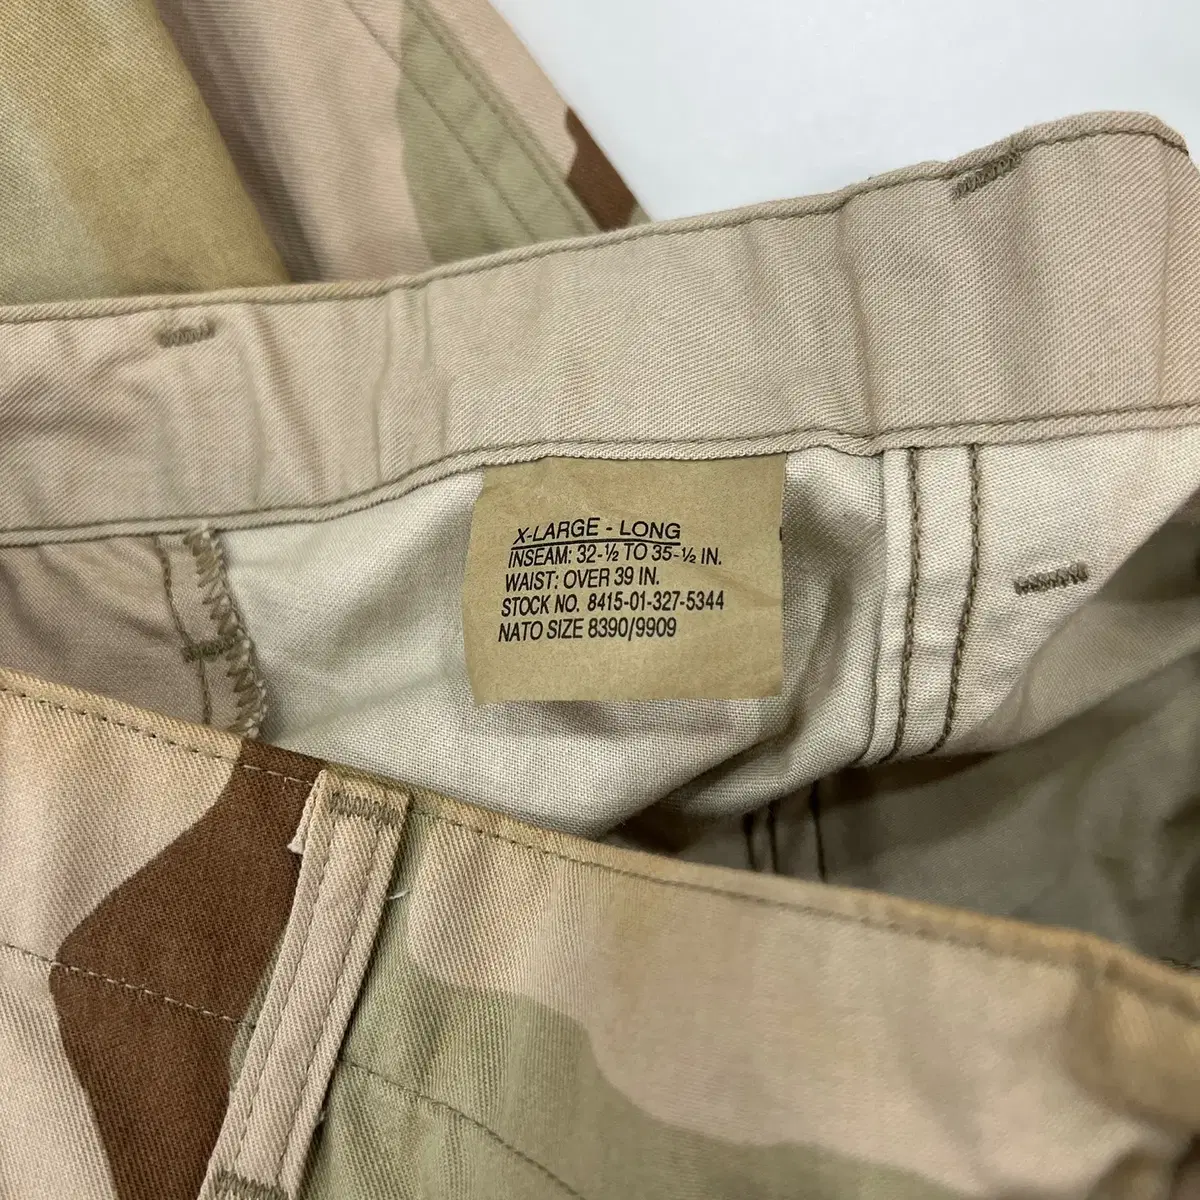 X-LARGE - LONG
INSEAM: 32-½ TO 35-½ IN.
WAIST: OVER 39 IN.
STOCK NO. 8415-01-327-5344
NATO SIZE 8390/9909